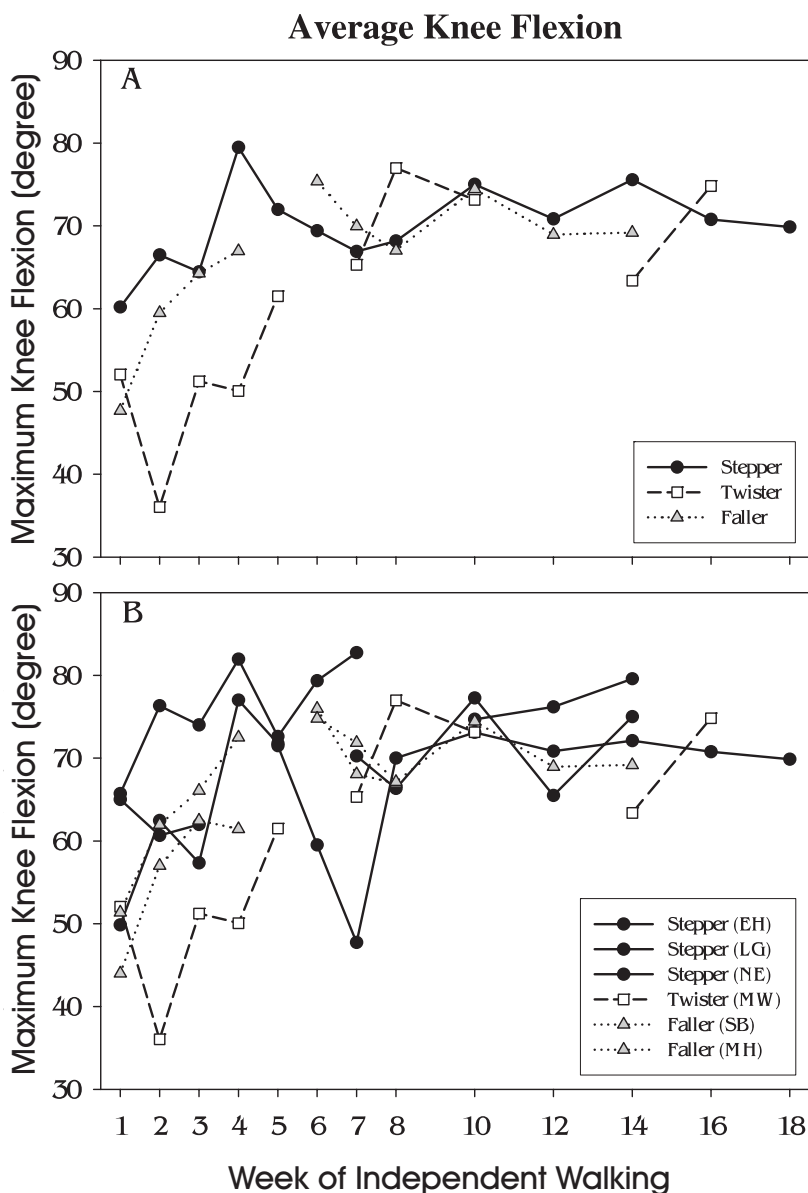 Average Knee Flexion
A
Maximum Knee Flexion (degree)
90
80
70
60
50
40
30
Stepper
Twister
Faller
B
Maximum Knee Flexion (degree)
90
80
70
60
50
40
30
Stepper (EH)
Stepper (LG)
Stepper (NE)
Twister (MW)
Faller (SB)
Faller (MH)
1 2 3 4 5 6 7 8 10 12 14 16 18
Week of Independent Walking